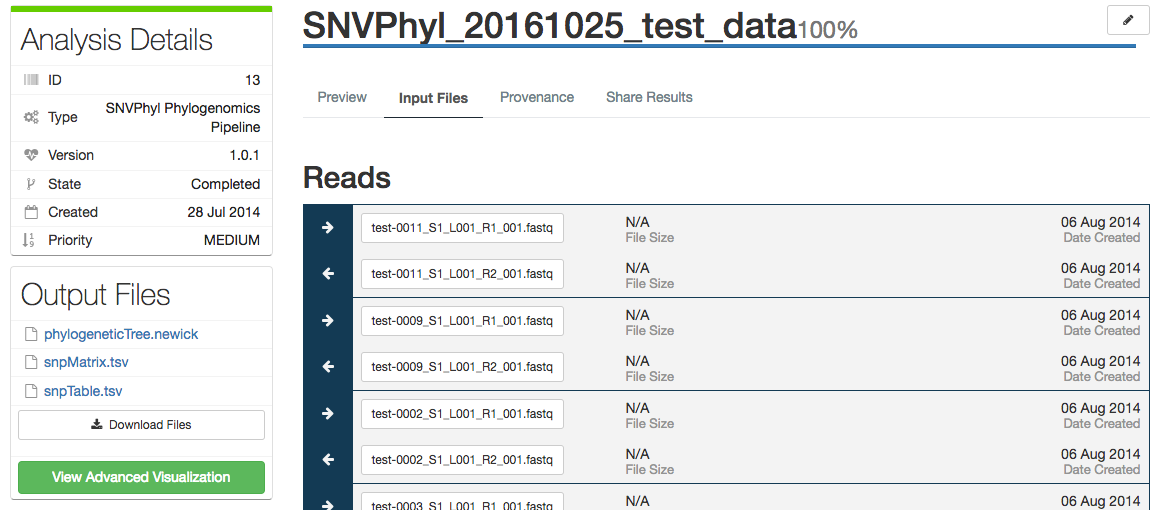 Analysis Details
ID 13
Type SNVPhyl Phylogenomics
Pipeline
Version 1.0.1
State Completed
Created 28 Jul 2014
Priority MEDIUM
Output Files
phylogeneticTree.newick
snpMatrix.tsv
snpTable.tsv
Download Files
View Advanced Visualization
SNVPhyl_20161025_test_data100%
Preview Input Files Provenance Share Results
Reads
test-0011_S1_L001_R1_001.fastq N/A 06 Aug 2014
File Size Date Created
test-0011_S1_L001_R2_001.fastq N/A 06 Aug 2014
File Size Date Created
test-0009_S1_L001_R1_001.fastq N/A 06 Aug 2014
File Size Date Created
test-0009_S1_L001_R2_001.fastq N/A 06 Aug 2014
File Size Date Created
test-0002_S1_L001_R1_001.fastq N/A 06 Aug 2014
File Size Date Created
test-0002_S1_L001_R2_001.fastq N/A 06 Aug 2014
File Size Date Created
test-0003_S1_L001_R1_001.fastq N/A 06 Aug 2014